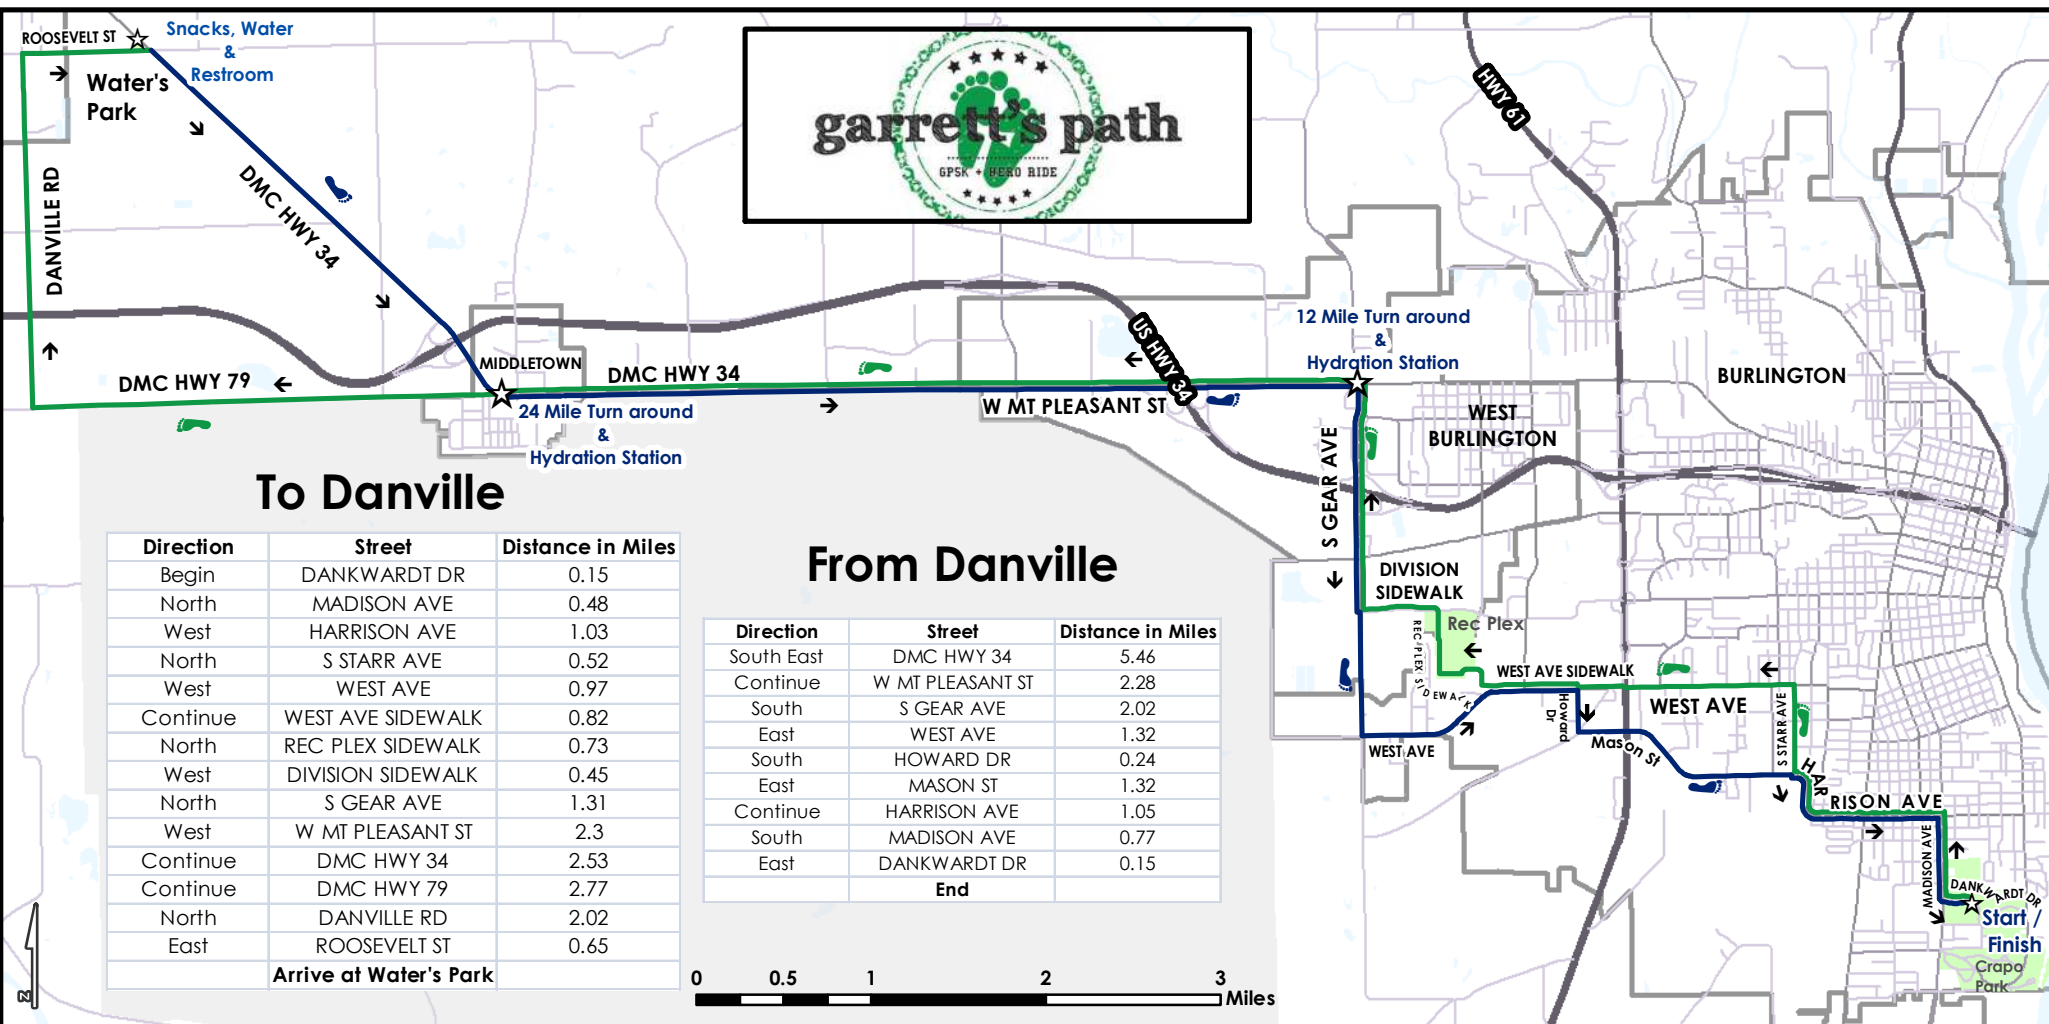 ROOSEVELT ST
Snacks, Water
&
Restroom
Water's
Park
DANVILLE RD
DMC HWY 34
garrett's path
GPSK + HERO RIDE
HWY 61
12 Mile Turn around
&
Hydration Station
US HWY 34
MIDDLETOWN
DMC HWY 79
DMC HWY 34
W MT PLEASANT ST
24 Mile Turn around
&
Hydration Station
BURLINGTON
WEST
BURLINGTON
S GEAR AVE
DIVISION
SIDEWALK
Rec Plex
REC PLEX SIDEWALK
WEST AVE SIDEWALK
WEST AVE
WEST AVE
Howard
Dr
Mason St
S STARR AVE
HARRISON AVE
MADISON AVE
DANKWARDT DR
Start /
Finish
Crapo
Park
To Danville
Direction Street Distance in Miles
Begin DANKWARDT DR 0.15
North MADISON AVE 0.48
West HARRISON AVE 1.03
North S STARR AVE 0.52
West WEST AVE 0.97
Continue WEST AVE SIDEWALK 0.82
North REC PLEX SIDEWALK 0.73
West DIVISION SIDEWALK 0.45
North S GEAR AVE 1.31
West W MT PLEASANT ST 2.3
Continue DMC HWY 34 2.53
Continue DMC HWY 79 2.77
North DANVILLE RD 2.02
East ROOSEVELT ST 0.65
Arrive at Water's Park
From Danville
Direction Street Distance in Miles
South East DMC HWY 34 5.46
Continue W MT PLEASANT ST 2.28
South S GEAR AVE 2.02
East WEST AVE 1.32
South HOWARD DR 0.24
East MASON ST 1.32
Continue HARRISON AVE 1.05
South MADISON AVE 0.77
East DANKWARDT DR 0.15
End
N
0 0.5 1 2 3
Miles